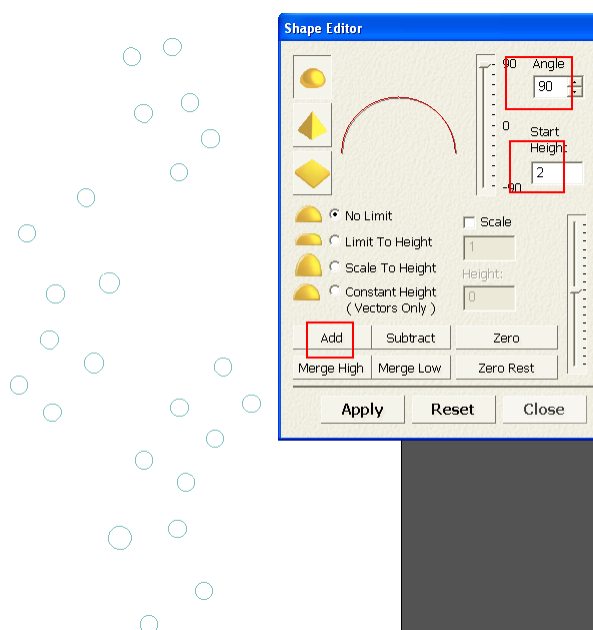 Shape Editor
90 Angle
90
0 Start
Height
2
-90
No Limit
Scale
Limit To Height
1
Scale To Height
Height:
Constant Height
( Vectors Only )
0
Add Subtract Zero
Merge High Merge Low Zero Rest
Apply Reset Close